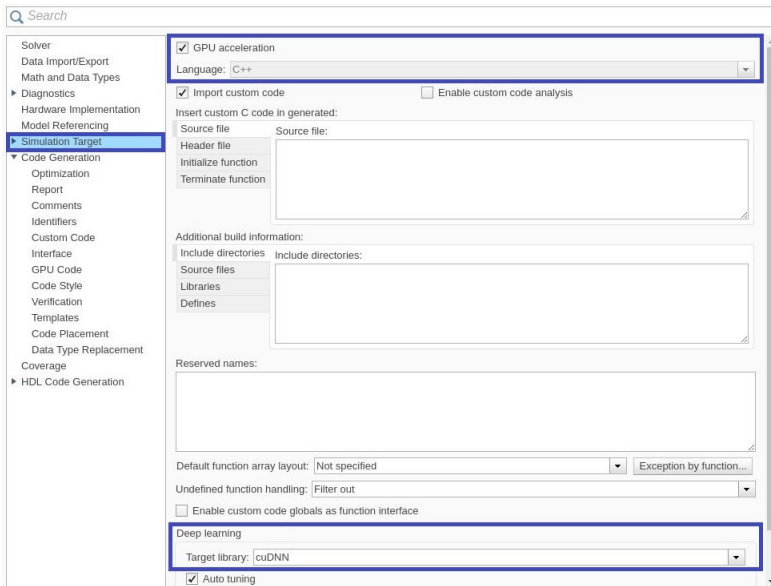 Search
Solver
Data Import/Export
Math and Data Types
Diagnostics
Hardware Implementation
Model Referencing
Simulation Target
Code Generation
Optimization
Report
Comments
Identifiers
Custom Code
Interface
GPU Code
Code Style
Verification
Templates
Code Placement
Data Type Replacement
Coverage
HDL Code Generation
GPU acceleration
Language: C++
Import custom code Enable custom code analysis
Insert custom C code in generated:
Source file
Header file
Initialize function
Terminate function
Source file:
Additional build information:
Include directories
Source files
Libraries
Defines
Include directories:
Reserved names:
Default function array layout: Not specified Exception by function...
Undefined function handling: Filter out
Enable custom code globals as function interface
Deep learning
Target library: cuDNN
Auto tuning